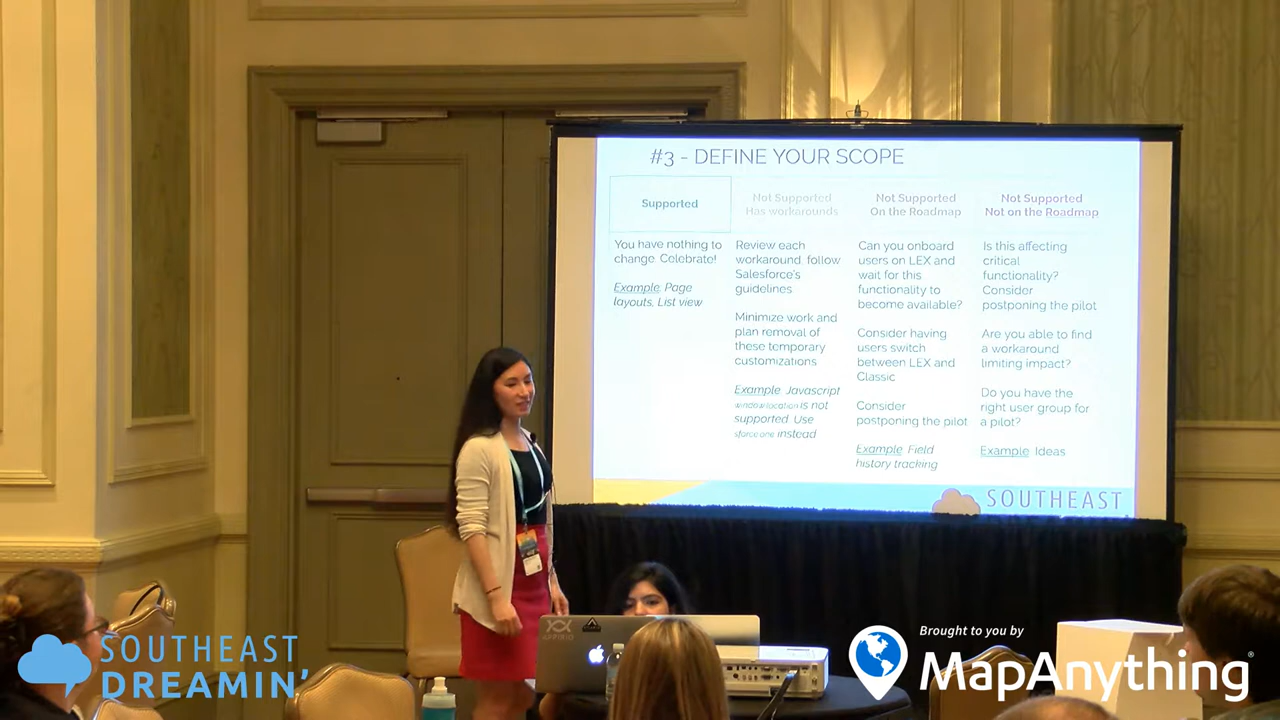 #3 - DEFINE YOUR SCOPE
Supported
You have nothing to
change. Celebrate!
Example: Page
layouts, List view
Not Supported
Has workarounds
Review each
workaround, follow
Salesforce's
guidelines.
Minimize work and
plan removal of
these temporary
customizations
Example: Javascript
window.location is not
supported. Use
sforce.one instead
Not Supported
On the Roadmap
Can you onboard
users on LEX and
wait for this
functionality to
become available?
Consider having
users switch
between LEX and
Classic
Consider
postponing the pilot
Example: Field
history tracking
Not Supported
Not on the Roadmap
Is this affecting
critical
functionality?
Consider
postponing the pilot
Are you able to find
a workaround
limiting impact?
Do you have the
right user group for
a pilot?
Example: Ideas
SOUTHEAST
SOUTHEAST
DREAMIN'
Brought to you by
MapAnything®